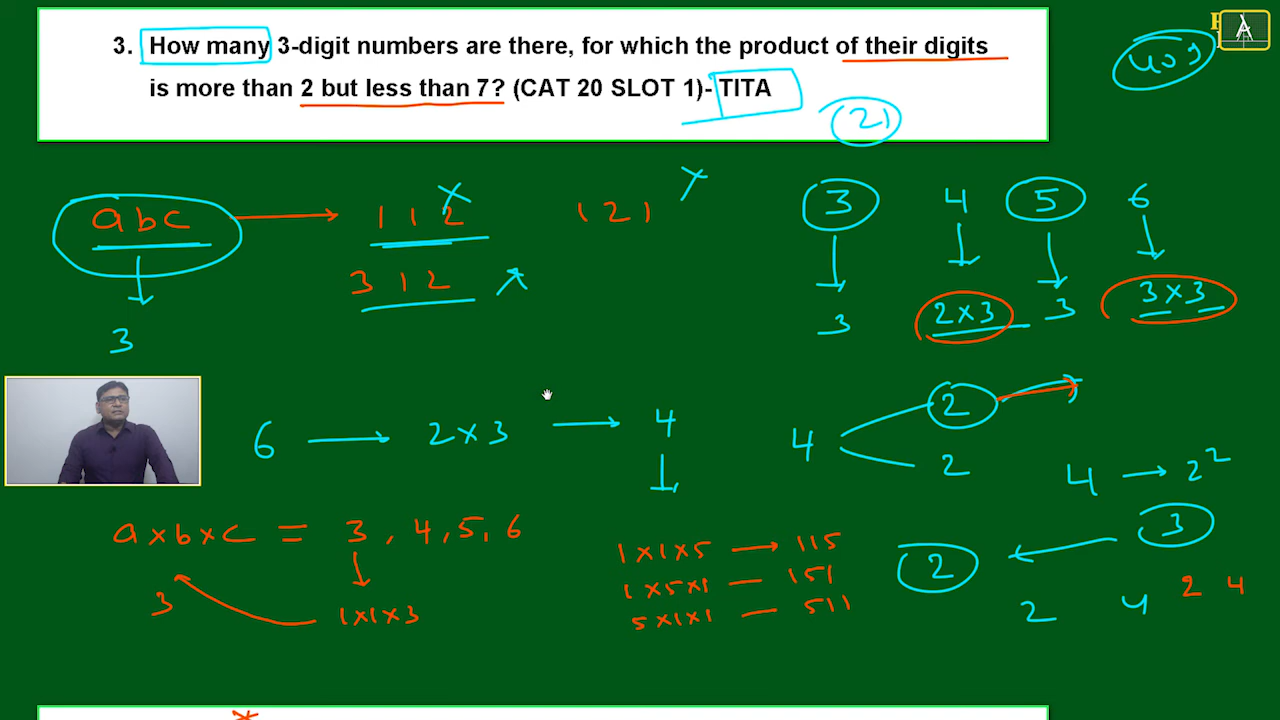 3. How many 3-digit numbers are there, for which the product of their digits
is more than 2 but less than 7? (CAT 20 SLOT 1)- TITA
409
(21)
abc
3
1 1 2
1 2 1
3 1 2
3 4 5 6
3 2×3 3 3×3
6 → 2×3 → 4
4
2
2
4 → 2²
a×b×c = 3, 4, 5, 6
3
1×1×3
1×1×5 → 115
1×5×1 — 151
5×1×1 — 511
3
2
2 4 2 4